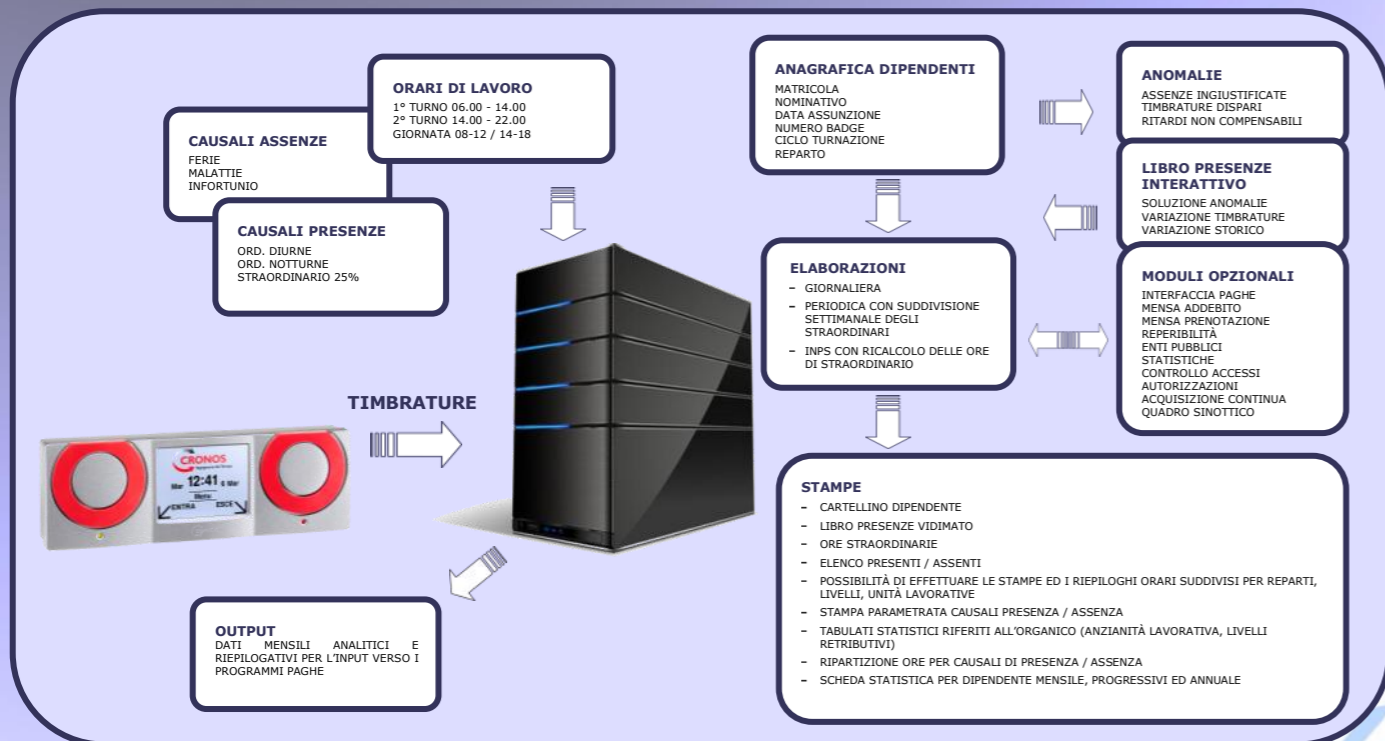 ORARI DI LAVORO
1° TURNO 06.00 - 14.00
2° TURNO 14.00 - 22.00
GIORNATA 08-12 / 14-18
CAUSALI ASSENZE
FERIE
MALATTIE
INFORTUNIO
CAUSALI PRESENZE
ORD. DIURNE
ORD. NOTTURNE
STRAORDINARIO 25%
TIMBRATURE
CRONOS
Mar 12:41 6 Mar
Menu
ENTRA ESCE
OUTPUT
DATI MENSILI ANALITICI E
RIEPILOGATIVI PER L'INPUT VERSO I
PROGRAMMI PAGHE
ANAGRAFICA DIPENDENTI
MATRICOLA
NOMINATIVO
DATA ASSUNZIONE
NUMERO BADGE
CICLO TURNAZIONE
REPARTO
ANOMALIE
ASSENZE INGIUSTIFICATE
TIMBRATURE DISPARI
RITARDI NON COMPENSABILI
LIBRO PRESENZE
INTERATTIVO
SOLUZIONE ANOMALIE
VARIAZIONE TIMBRATURE
VARIAZIONE STORICO
ELABORAZIONI
- GIORNALIERA
- PERIODICA CON SUDDIVISIONE
SETTIMANALE DEGLI
STRAORDINARI
- INPS CON RICALCOLO DELLE ORE
DI STRAORDINARIO
MODULI OPZIONALI
INTERFACCIA PAGHE
MENSA ADDEBITO
MENSA PRENOTAZIONE
REPERIBILITÀ
ENTI PUBBLICI
STATISTICHE
CONTROLLO ACCESSI
AUTORIZZAZIONI
ACQUISIZIONE CONTINUA
QUADRO SINOTTICO
STAMPE
- CARTELLINO DIPENDENTE
- LIBRO PRESENZE VIDIMATO
- ORE STRAORDINARIE
- ELENCO PRESENTI / ASSENTI
- POSSIBILITÀ DI EFFETTUARE LE STAMPE ED I RIEPILOGHI ORARI SUDDIVISI PER REPARTI,
LIVELLI, UNITÀ LAVORATIVE
- STAMPA PARAMETRATA CAUSALI PRESENZA / ASSENZA
- TABULATI STATISTICI RIFERITI ALL'ORGANICO (ANZIANITÀ LAVORATIVA, LIVELLI
RETRIBUTIVI)
- RIPARTIZIONE ORE PER CAUSALI DI PRESENZA / ASSENZA
- SCHEDA STATISTICA PER DIPENDENTE MENSILE, PROGRESSIVI ED ANNUALE